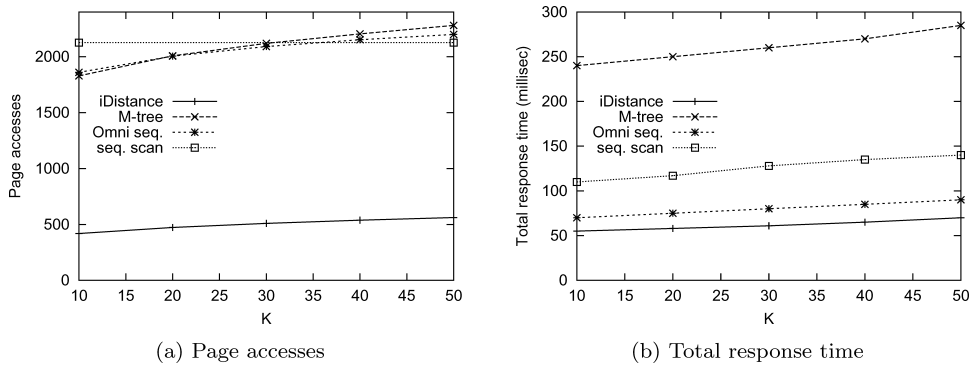 Page accesses
2000
1500
1000
500
0
iDistance
M-tree
Omni seq.
seq. scan
10 15 20 25 30 35 40 45 50
K
(a) Page accesses
Total response time (millisec)
300
250
200
150
100
50
0
iDistance
M-tree
Omni seq.
seq. scan
10 15 20 25 30 35 40 45 50
K
(b) Total response time